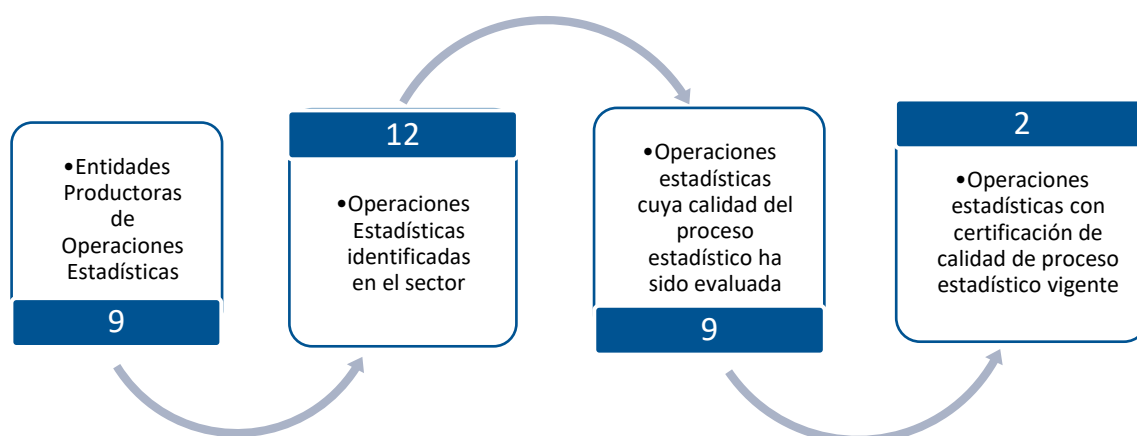 •Entidades
Productoras
de
Operaciones
Estadísticas
9
12
•Operaciones
Estadísticas
identificadas
en el sector
•Operaciones
estadísticas
cuya calidad del
proceso
estadístico ha
sido evaluada
9
2
•Operaciones
estadísticas con
certificación de
calidad de proceso
estadístico vigente